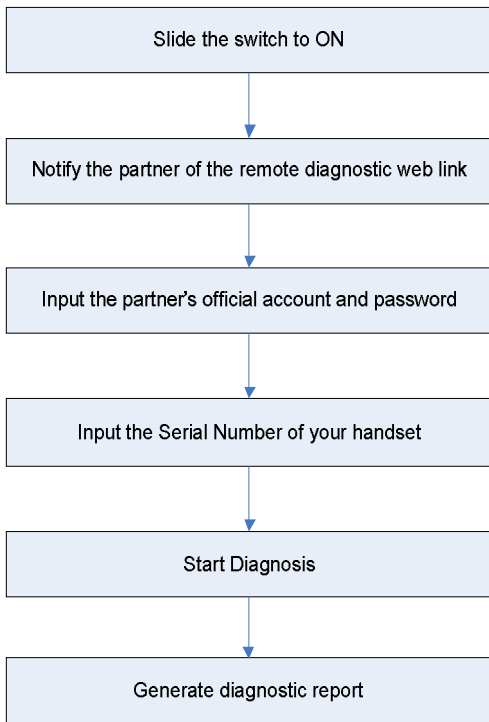 Slide the switch to ON
Notify the partner of the remote diagnostic web link
Input the partner's official account and password
Input the Serial Number of your handset
Start Diagnosis
Generate diagnostic report